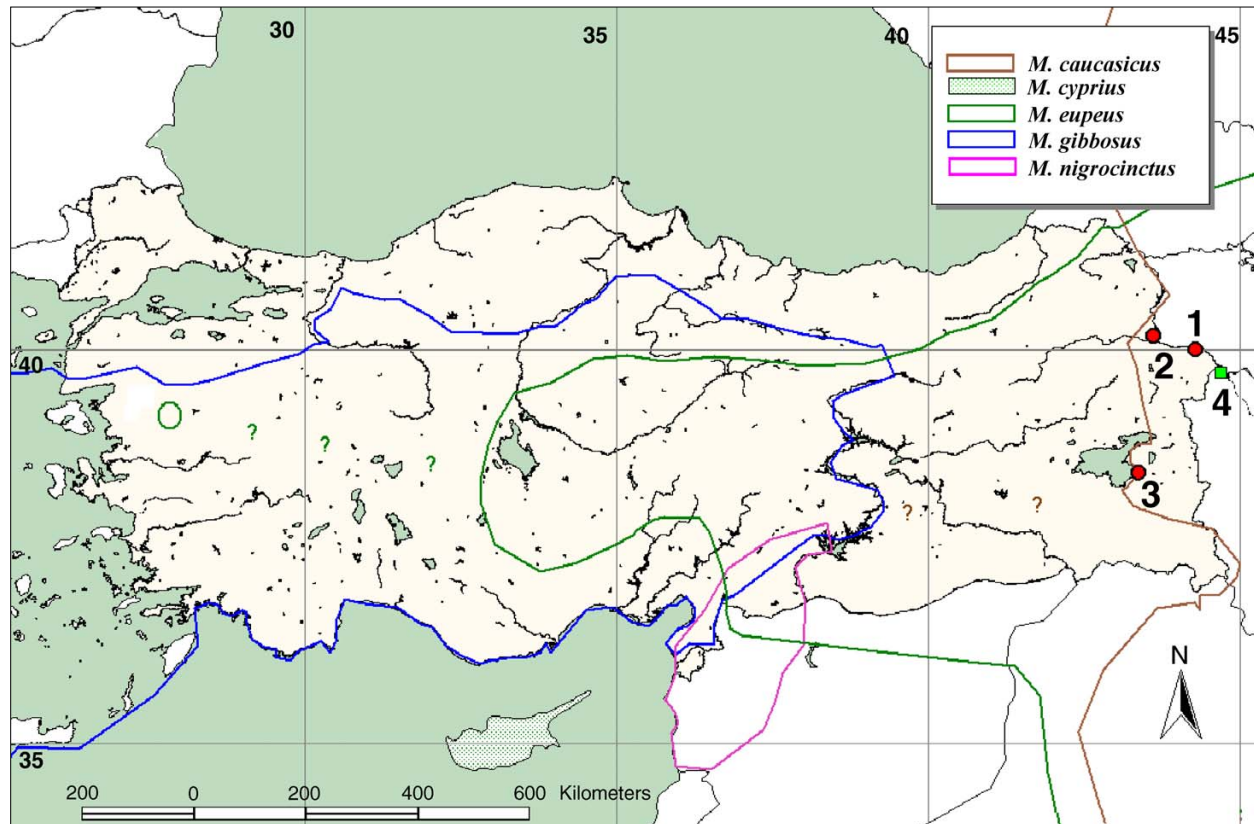 30
35
40
45
M. caucasicus
M. cyprius
M. eupeus
M. gibbosus
M. nigrocinctus
1
2
40
4
?
?
?
3
?
?
N
35
200 0 200 400 600 Kilometers